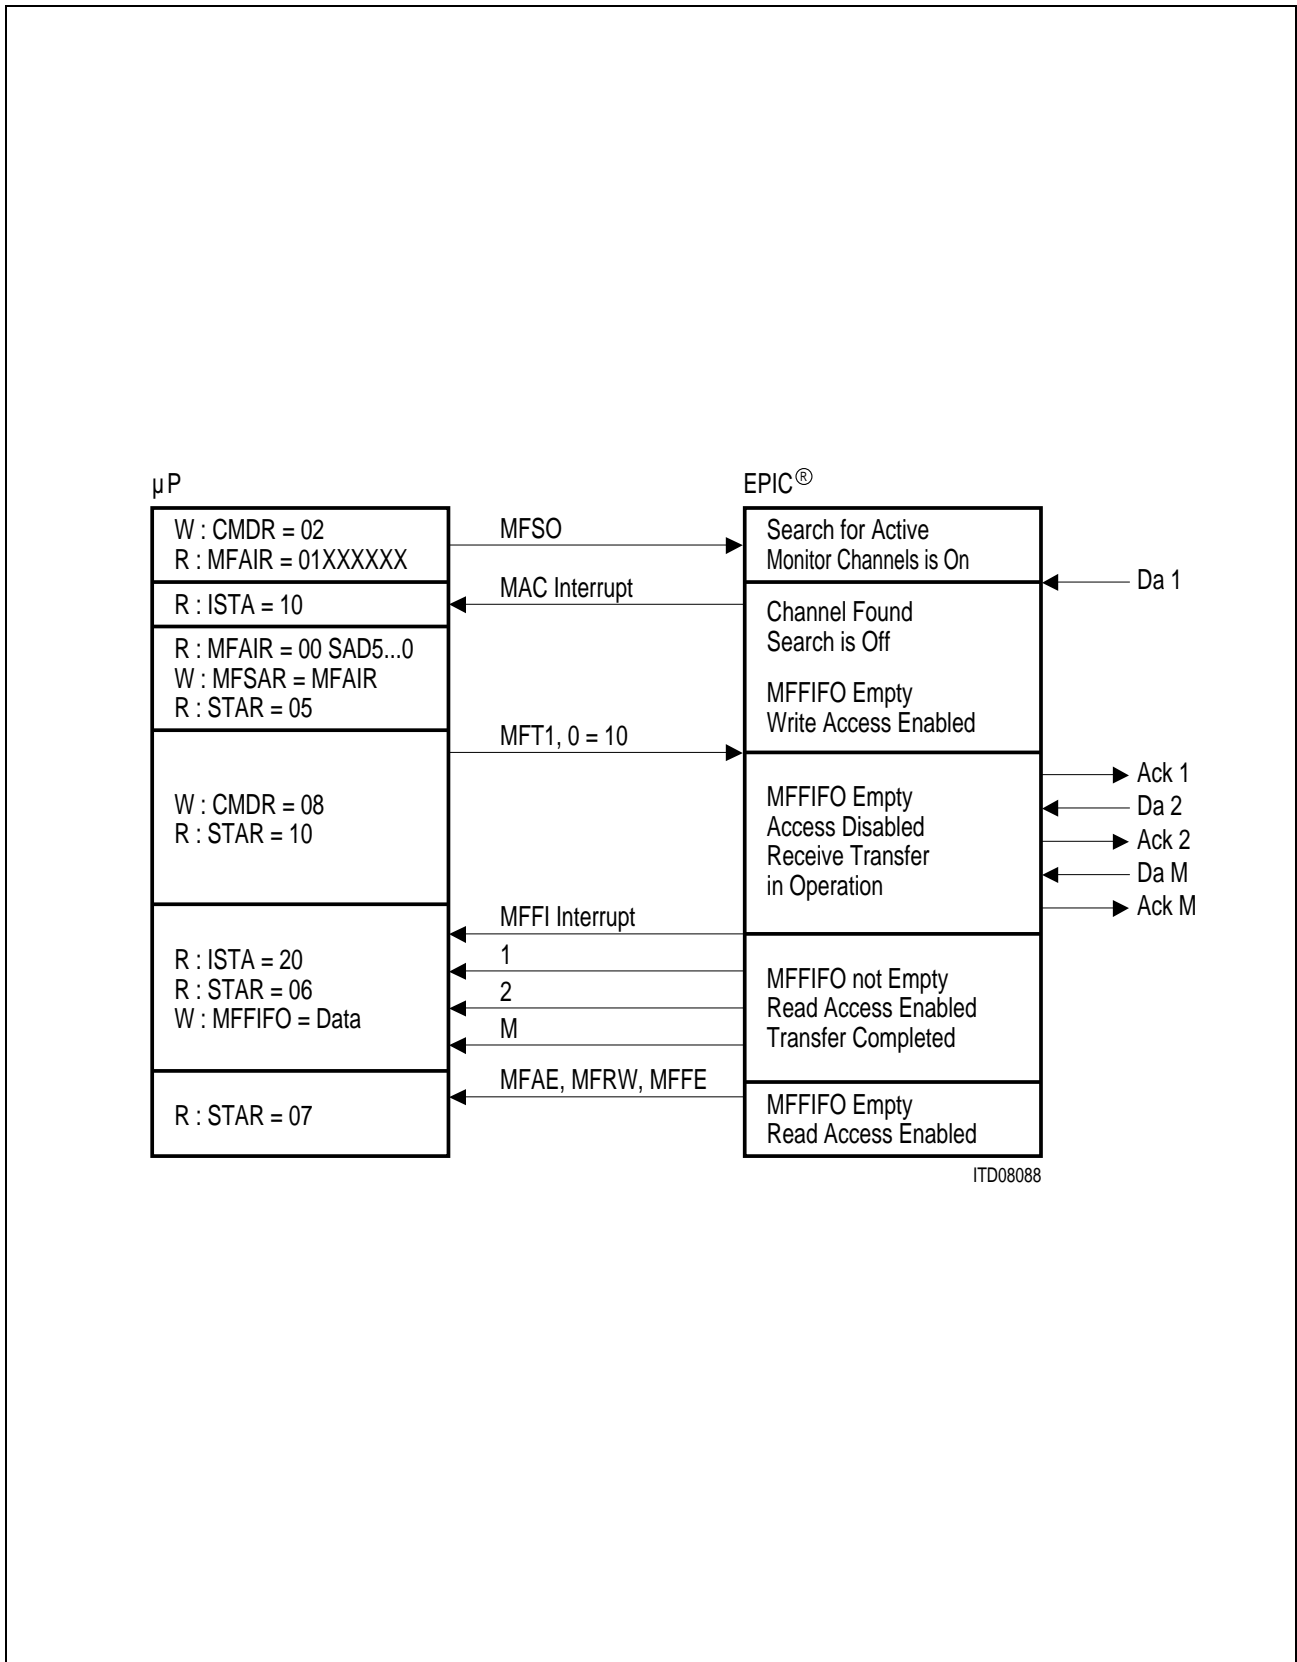 µP
EPIC®
W : CMDR = 02
R : MFAIR = 01XXXXXX
MFSO
Search for Active
Monitor Channels is On
Da 1
R : ISTA = 10
MAC Interrupt
Channel Found
Search is Off
R : MFAIR = 00 SAD5...0
W : MFSAR = MFAIR
R : STAR = 05
MFFIFO Empty
Write Access Enabled
MFT1, 0 = 10
W : CMDR = 08
R : STAR = 10
MFFIFO Empty
Access Disabled
Receive Transfer
in Operation
Ack 1
Da 2
Ack 2
Da M
Ack M
MFFI Interrupt
1
2
M
R : ISTA = 20
R : STAR = 06
W : MFFIFO = Data
MFFIFO not Empty
Read Access Enabled
Transfer Completed
MFAE, MFRW, MFFE
R : STAR = 07
MFFIFO Empty
Read Access Enabled
ITD08088